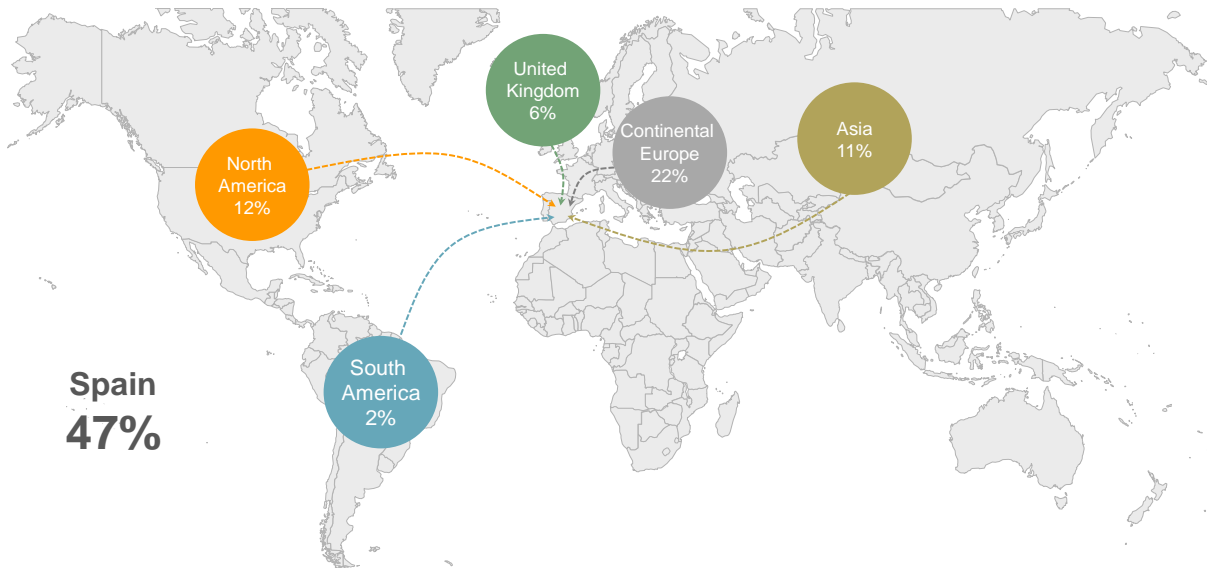 United
Kingdom
6%
Continental
Europe
22%
Asia
11%
North
America
12%
South
America
2%
Spain
47%